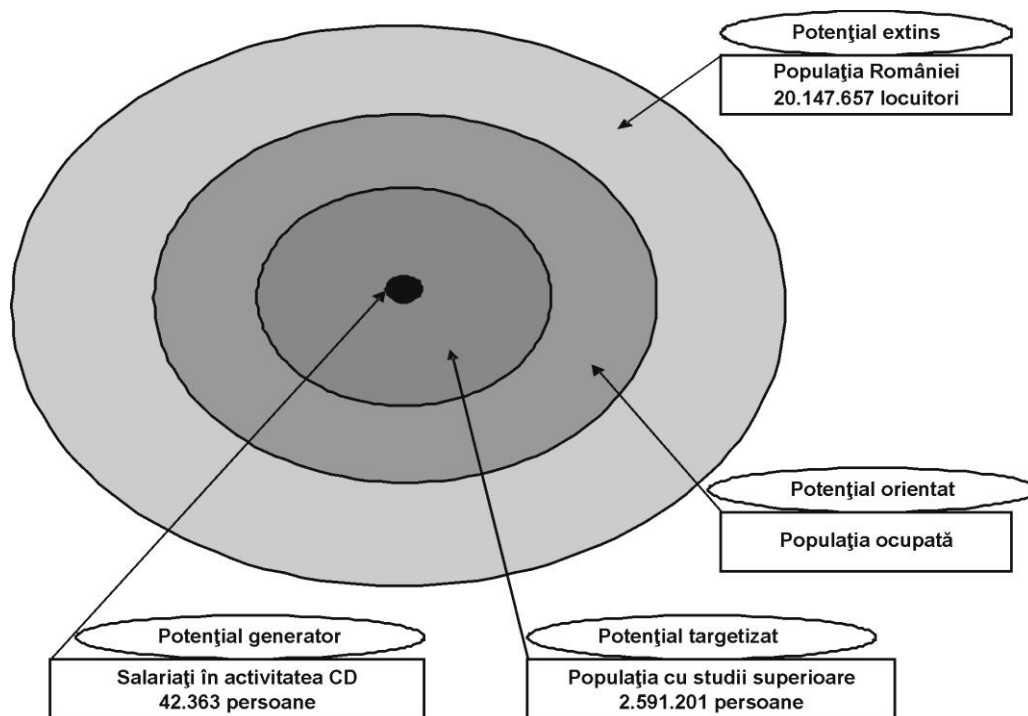 Potenţial extins
Populaţia României
20.147.657 locuitori
Potenţial orientat
Populaţia ocupată
Potenţial generator
Salariaţi în activitatea CD
42.363 persoane
Potenţial targetizat
Populaţia cu studii superioare
2.591.201 persoane